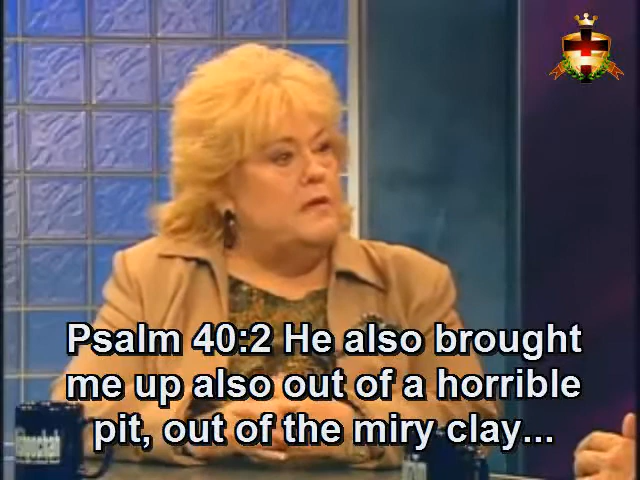 Psalm 40:2 He also brought
me up also out of a horrible
pit, out of the miry clay...